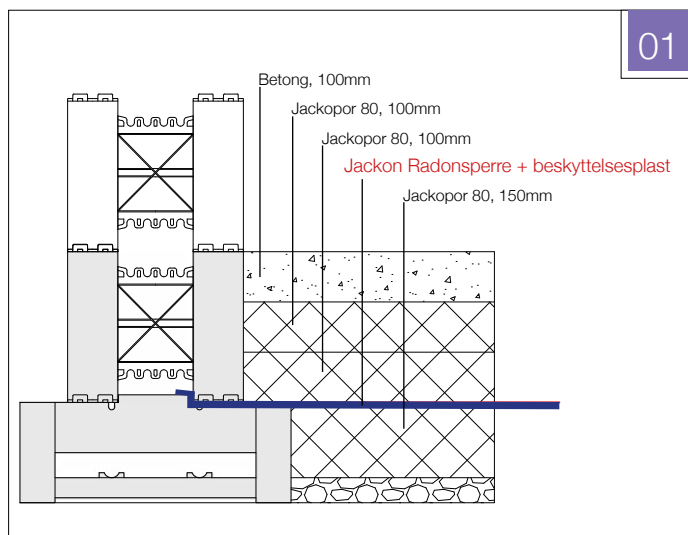 01
Betong, 100mm
Jackopor 80, 100mm
Jackopor 80, 100mm
Jackon Radonsperre + beskyttelsesplast
Jackopor 80, 150mm